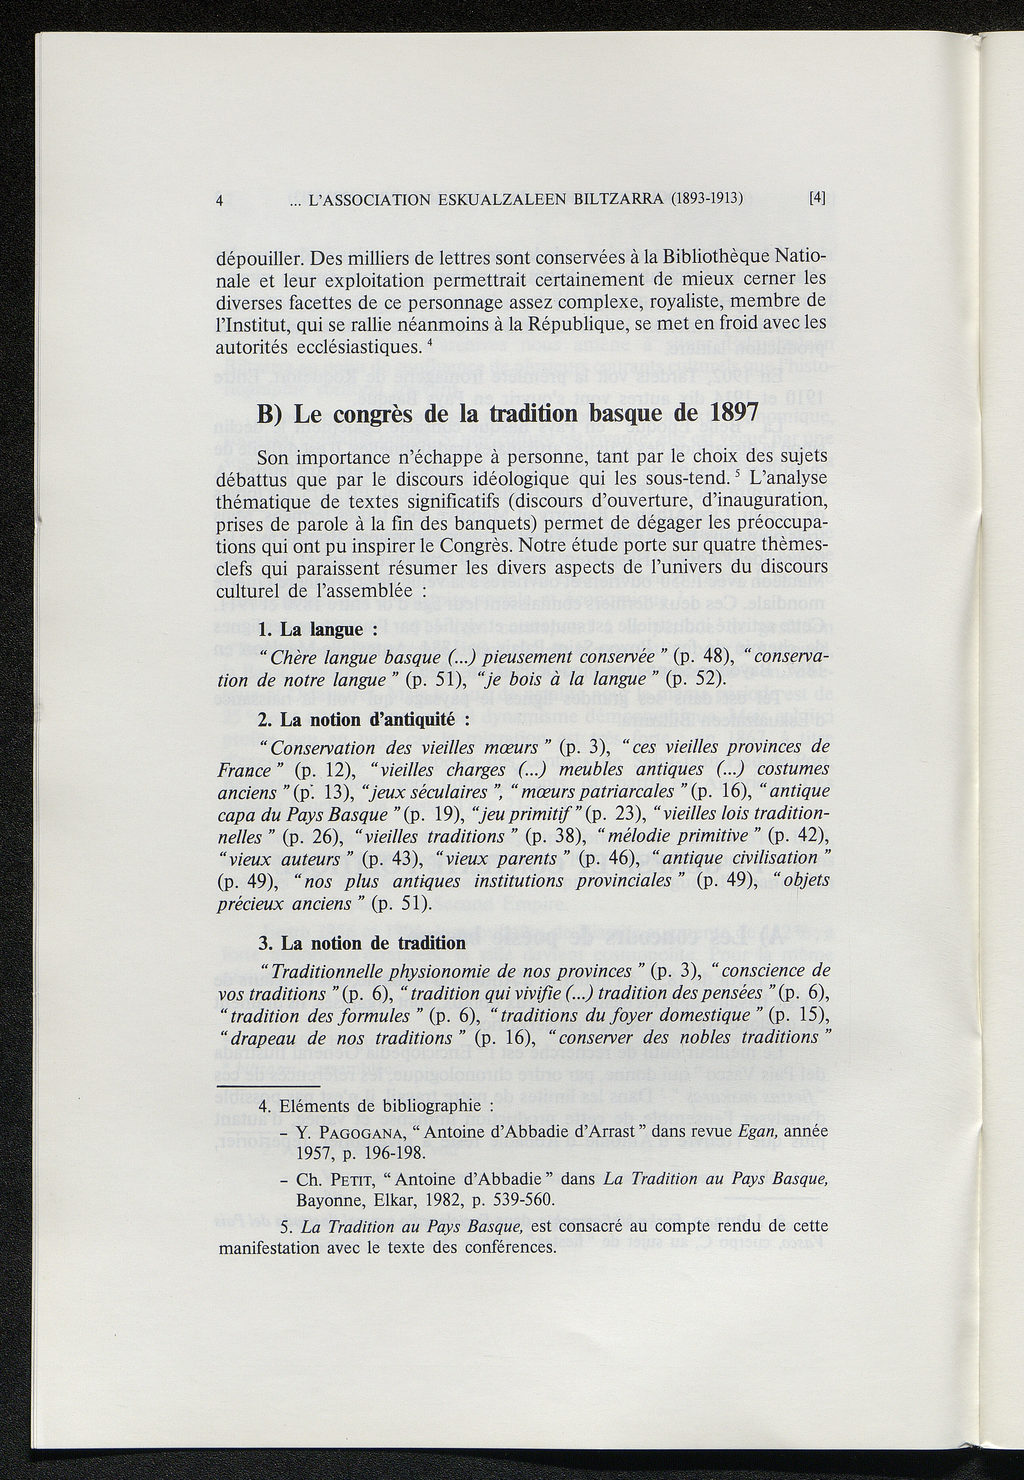 4 ... L'ASSOCIATION ESKUALZALEEN BILTZARRA (1893-1913) [4]
dépouiller. Des milliers de lettres sont conservées à la Bibliothèque Natio-
nale et leur exploitation permettrait certainement de mieux cerner les
diverses facettes de ce personnage assez complexe, royaliste, membre de
l'Institut, qui se rallie néanmoins à la République, se met en froid avec les
autorités ecclésiastiques. ⁴
B) Le congrès de la tradition basque de 1897
Son importance n'échappe à personne, tant par le choix des sujets
débattus que par le discours idéologique qui les sous-tend. ⁵ L'analyse
thématique de textes significatifs (discours d'ouverture, d'inauguration,
prises de parole à la fin des banquets) permet de dégager les préoccupa-
tions qui ont pu inspirer le Congrès. Notre étude porte sur quatre thèmes-
clefs qui paraissent résumer les divers aspects de l'univers du discours
culturel de l'assemblée :
1. La langue :
“ Chère langue basque (...) pieusement conservée ” (p. 48), “ conserva-
tion de notre langue ” (p. 51), “je bois à la langue ” (p. 52).
2. La notion d'antiquité :
“ Conservation des vieilles mœurs ” (p. 3), “ ces vieilles provinces de
France ” (p. 12), “ vieilles charges (...) meubles antiques (...) costumes
anciens ” (p. 13), “jeux séculaires ”, “ mœurs patriarcales ” (p. 16), “ antique
capa du Pays Basque ” (p. 19), “jeu primitif ” (p. 23), “ vieilles lois tradition-
nelles ” (p. 26), “ vieilles traditions ” (p. 38), “ mélodie primitive ” (p. 42),
“ vieux auteurs ” (p. 43), “ vieux parents ” (p. 46), “ antique civilisation ”
(p. 49), “ nos plus antiques institutions provinciales ” (p. 49), “ objets
précieux anciens ” (p. 51).
3. La notion de tradition
“ Traditionnelle physionomie de nos provinces ” (p. 3), “ conscience de
vos traditions ” (p. 6), “ tradition qui vivifie (...) tradition des pensées ” (p. 6),
“ tradition des formules ” (p. 6), “ traditions du foyer domestique ” (p. 15),
“ drapeau de nos traditions ” (p. 16), “ conserver des nobles traditions ”
4. Eléments de bibliographie :
– Y. PAGOGANA, “ Antoine d'Abbadie d'Arrast ” dans revue Egan, année
1957, p. 196-198.
– Ch. PETIT, “ Antoine d'Abbadie ” dans La Tradition au Pays Basque,
Bayonne, Elkar, 1982, p. 539-560.
5. La Tradition au Pays Basque, est consacré au compte rendu de cette
manifestation avec le texte des conférences.